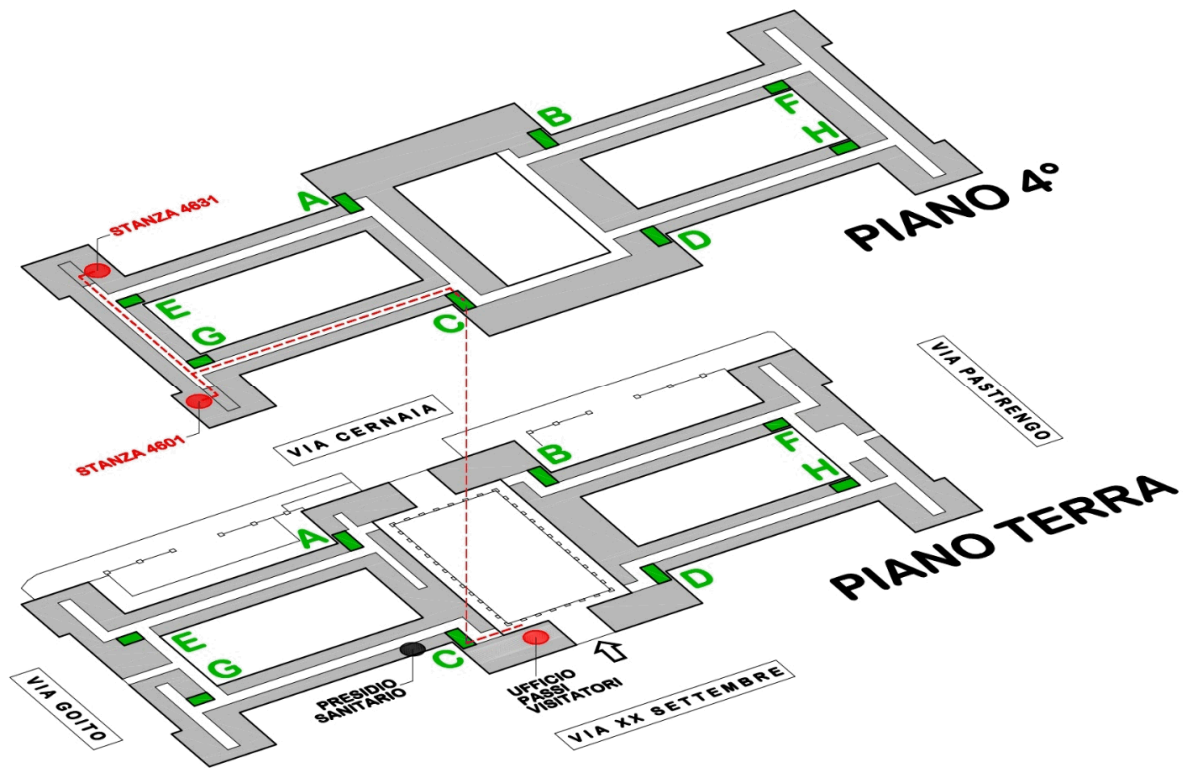 B
F
H
PIANO 4°
A
STANZA 4631
D
E
G
C
STANZA 4601
VIA CERNAIA
VIA PASTRENGO
B
F
H
PIANO TERRA
A
D
E
G
C
VIA GOITO
PRESIDIO
SANITARIO
UFFICIO
PASSI
VISITATORI
VIA XX SETTEMBRE